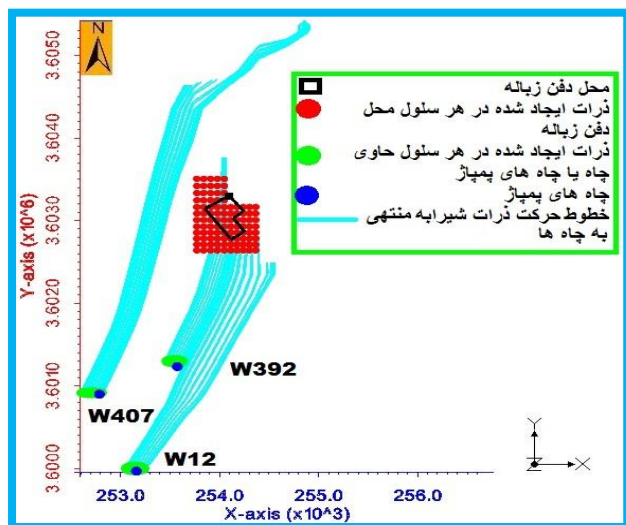 N
محل دفن زباله
ذرات ایجاد شده در هر سلول محل
دفن زباله
ذرات ایجاد شده در هر سلول حاوی
چاه یا چاه های پمپاژ
چاه های پمپاژ
خطوط حرکت ذرات شیرابه منتهی
به چاه ها
Y-axis (x10^6)
3.6050
3.6040
3.6030
3.6020
3.6010
3.6000
W392
W407
W12
253.0 254.0 255.0 256.0
X-axis (x10^3)
Y
Z
X